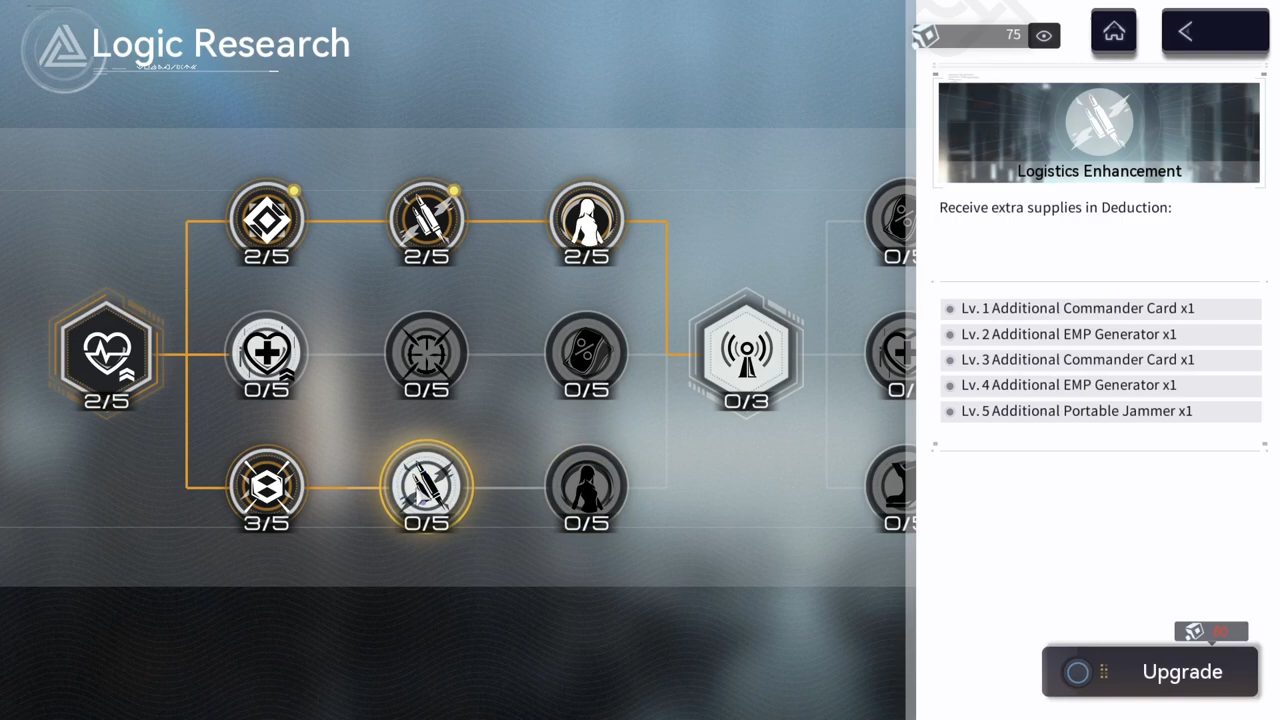 Logic Research
75
Logistics Enhancement
Receive extra supplies in Deduction:
2/5
2/5
2/5
0/5
2/5
0/5
0/5
0/5
0/3
0/
3/5
0/5
0/5
0/5
Lv. 1 Additional Commander Card x1
Lv. 2 Additional EMP Generator x1
Lv. 3 Additional Commander Card x1
Lv. 4 Additional EMP Generator x1
Lv. 5 Additional Portable Jammer x1
Upgrade